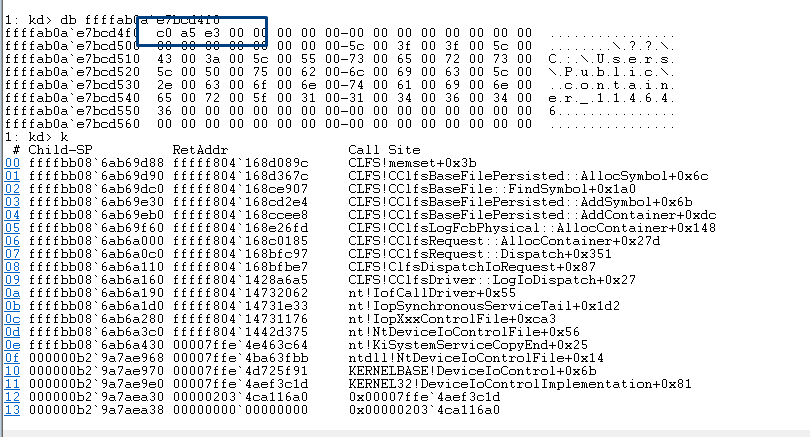 1: kd> db ffffab0a`e7bcd4f0
ffffab0a`e7bcd4f0 c0 a5 e3 00 00 00 00 00-00 00 00 00 00 00 00 00 ................
ffffab0a`e7bcd500 00 00 00 00 00 00 00 00-5c 00 3f 00 3f 00 5c 00 ........\.?.?.\.
ffffab0a`e7bcd510 43 00 3a 00 5c 00 55 00-73 00 65 00 72 00 73 00 C.:.\.U.s.e.r.s.
ffffab0a`e7bcd520 5c 00 50 00 75 00 62 00-6c 00 69 00 63 00 5c 00 \.P.u.b.l.i.c.\.
ffffab0a`e7bcd530 2e 00 63 00 6f 00 6e 00-74 00 61 00 69 00 6e 00 ..c.o.n.t.a.i.n.
ffffab0a`e7bcd540 65 00 72 00 5f 00 31 00-31 00 34 00 36 00 34 00 e.r._.1.1.4.6.4.
ffffab0a`e7bcd550 36 00 00 00 00 00 00 00-00 00 00 00 00 00 00 00 6...............
ffffab0a`e7bcd560 00 00 00 00 00 00 00 00-00 00 00 00 00 00 00 00 ................
1: kd> k
# Child-SP RetAddr Call Site
00 ffffbb08`6ab69d88 fffff804`168d089c CLFS!memset+0x3b
01 ffffbb08`6ab69d90 fffff804`168d367c CLFS!CClfsBaseFilePersisted::AllocSymbol+0x6c
02 ffffbb08`6ab69dc0 fffff804`168ce907 CLFS!CClfsBaseFile::FindSymbol+0x1a0
03 ffffbb08`6ab69e30 fffff804`168cd2e4 CLFS!CClfsBaseFilePersisted::AddSymbol+0x6b
04 ffffbb08`6ab69eb0 fffff804`168ccee8 CLFS!CClfsBaseFilePersisted::AddContainer+0xdc
05 ffffbb08`6ab69f60 fffff804`168e26fd CLFS!CClfsLogFcbPhysical::AllocContainer+0x148
06 ffffbb08`6ab6a000 fffff804`168c0185 CLFS!CClfsRequest::AllocContainer+0x27d
07 ffffbb08`6ab6a0c0 fffff804`168bfc97 CLFS!CClfsRequest::Dispatch+0x351
08 ffffbb08`6ab6a110 fffff804`168bfbe7 CLFS!ClfsDispatchIoRequest+0x87
09 ffffbb08`6ab6a160 fffff804`1428a6a5 CLFS!CClfsDriver::LogIoDispatch+0x27
0a ffffbb08`6ab6a190 fffff804`14732062 nt!IofCallDriver+0x55
0b ffffbb08`6ab6a1d0 fffff804`14731e33 nt!IopSynchronousServiceTail+0x1d2
0c ffffbb08`6ab6a280 fffff804`14731176 nt!IopXxxControlFile+0xca3
0d ffffbb08`6ab6a3c0 fffff804`1442d375 nt!NtDeviceIoControlFile+0x56
0e ffffbb08`6ab6a430 00007ffe`4e463c64 nt!KiSystemServiceCopyEnd+0x25
0f 000000b2`9a7ae968 00007ffe`4ba63fbb ntdll!NtDeviceIoControlFile+0x14
10 000000b2`9a7ae970 00007ffe`4d725f91 KERNELBASE!DeviceIoControl+0x6b
11 000000b2`9a7ae9e0 00007ffe`4aef3c1d KERNEL32!DeviceIoControlImplementation+0x81
12 000000b2`9a7aea30 00000203`4ca116a0 0x00007ffe`4aef3c1d
13 000000b2`9a7aea38 00000000`00000000 0x00000203`4ca116a0